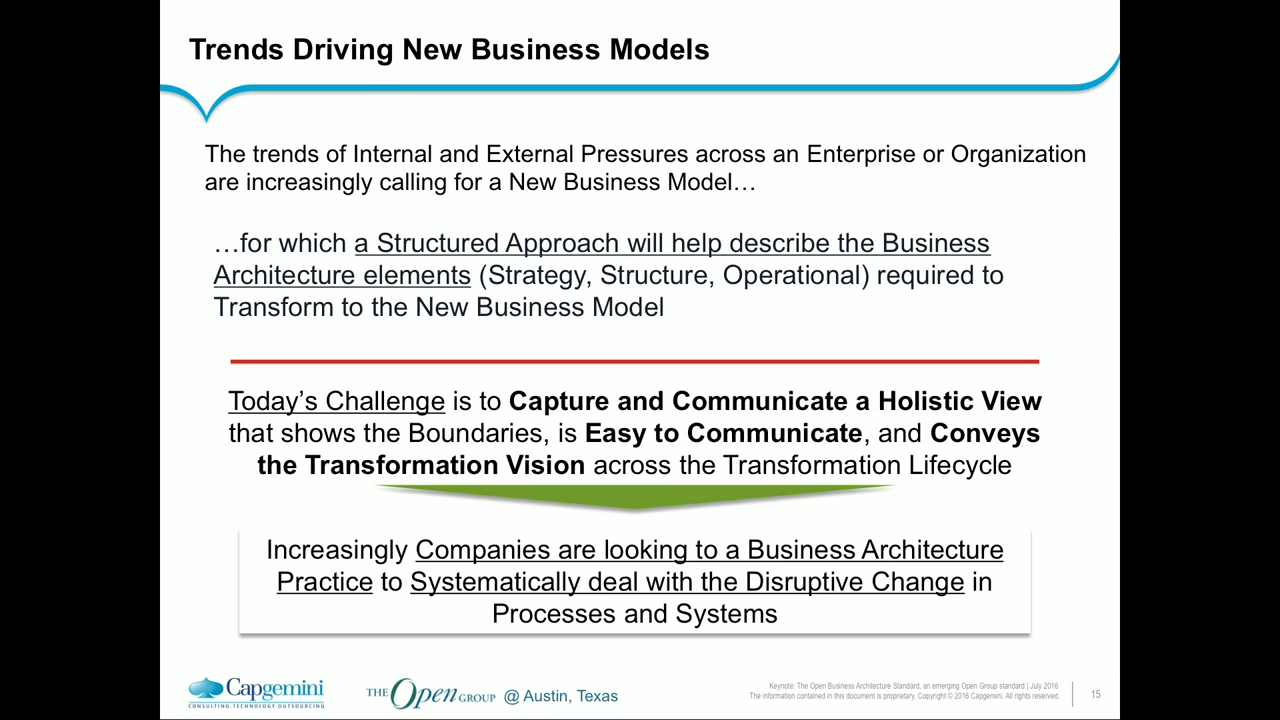 Trends Driving New Business Models
The trends of Internal and External Pressures across an Enterprise or Organization
are increasingly calling for a New Business Model…
…for which a Structured Approach will help describe the Business
Architecture elements (Strategy, Structure, Operational) required to
Transform to the New Business Model
Today’s Challenge is to Capture and Communicate a Holistic View
that shows the Boundaries, is Easy to Communicate, and Conveys
the Transformation Vision across the Transformation Lifecycle
Increasingly Companies are looking to a Business Architecture
Practice to Systematically deal with the Disruptive Change in
Processes and Systems
Capgemini
CONSULTING.TECHNOLOGY.OUTSOURCING
THE Open GROUP @ Austin, Texas
Keynote: The Open Business Architecture Standard, an emerging Open Group standard | July 2016
The information contained in this document is proprietary. Copyright © 2016 Capgemini. All rights reserved.
15